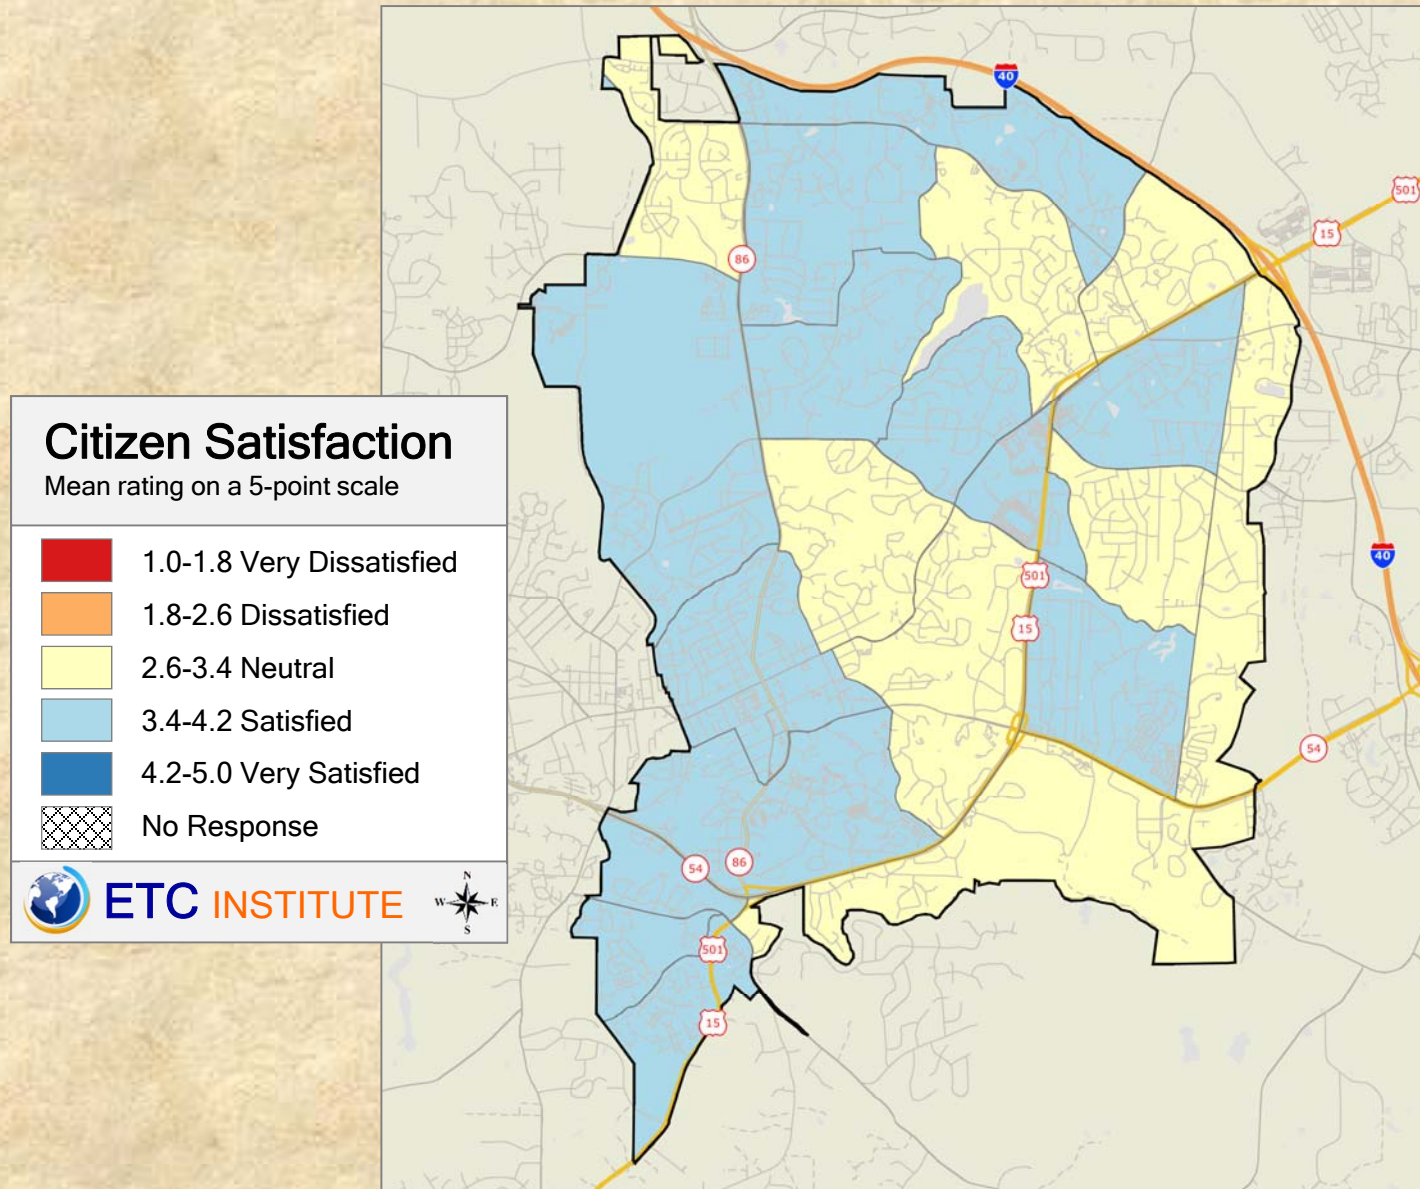 Citizen Satisfaction
Mean rating on a 5-point scale
1.0-1.8 Very Dissatisfied
1.8-2.6 Dissatisfied
2.6-3.4 Neutral
3.4-4.2 Satisfied
4.2-5.0 Very Satisfied
No Response
ETC INSTITUTE
N
W E
S
40
501
15
86
40
501
15
54
54
86
501
15